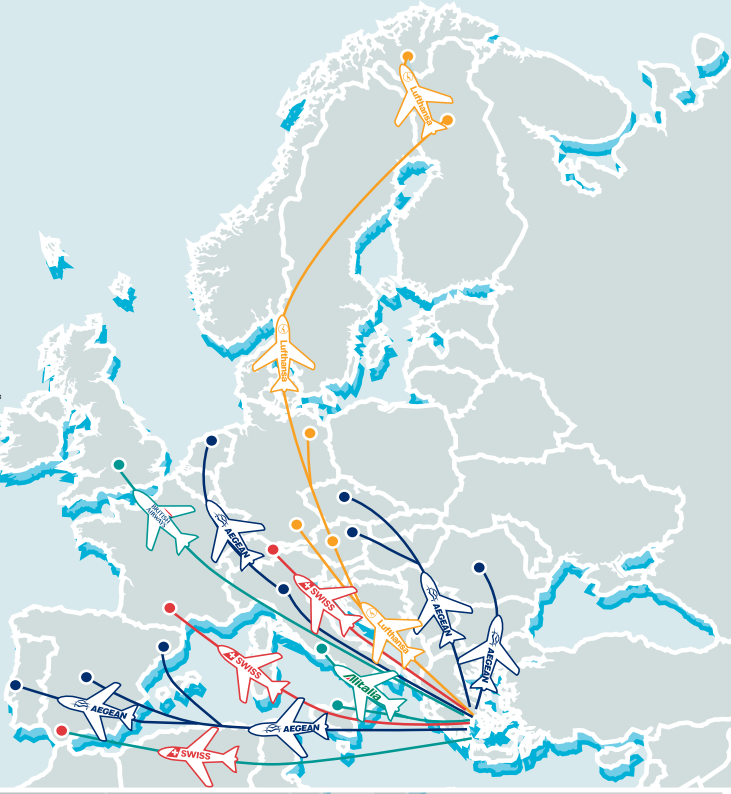 Lufthansa
Lufthansa
BRITISH
AIRWAYS
AEGEAN
SWISS
Lufthansa
AEGEAN
AEGEAN
SWISS
Alitalia
AEGEAN
AEGEAN
SWISS